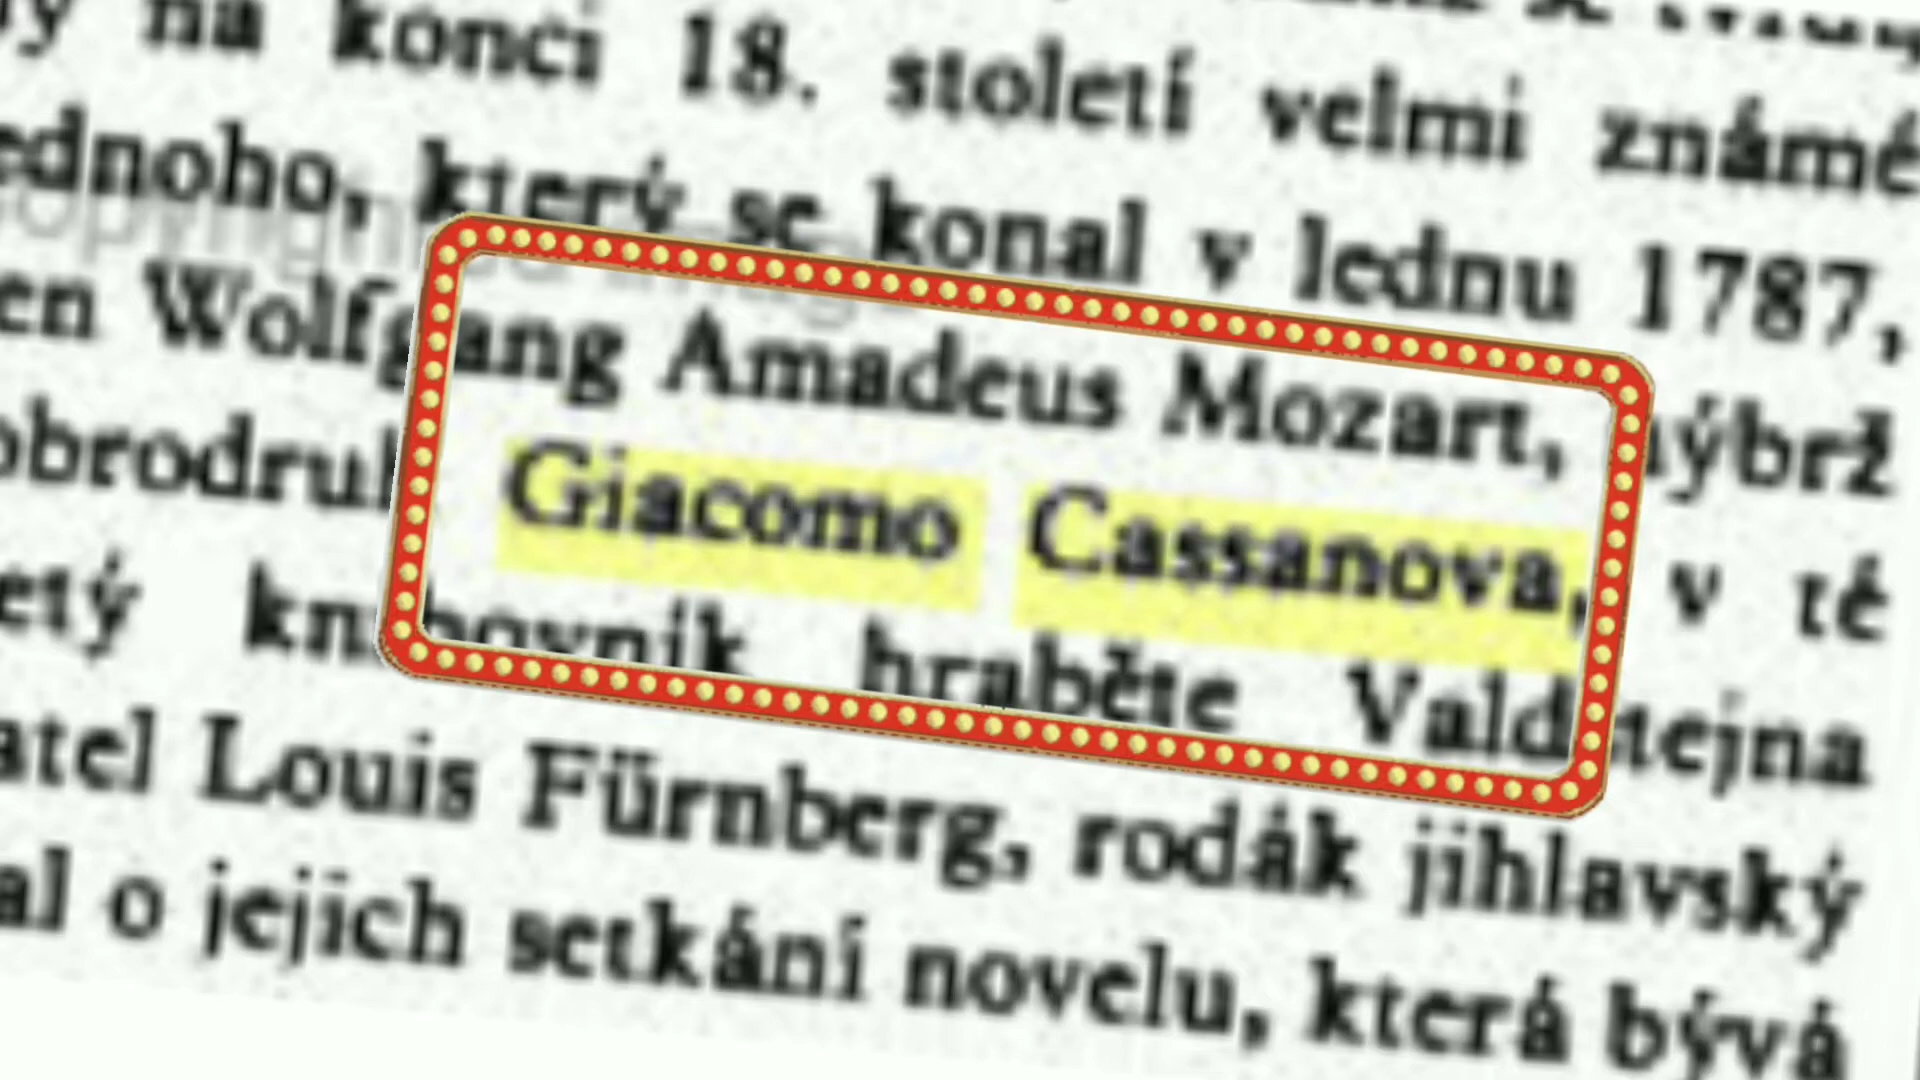 na konci 18. století velmi známé
ednoho, který se konal v lednu 1787,
en Wolfgang Amadeus Mozart, nýbrž
obrodruh Giacomo Cassanova, v té
etý knihovník hraběte Valdštejna
atel Louis Fürnberg, rodák jihlavský
al o jejich setkání novelu, která bývá